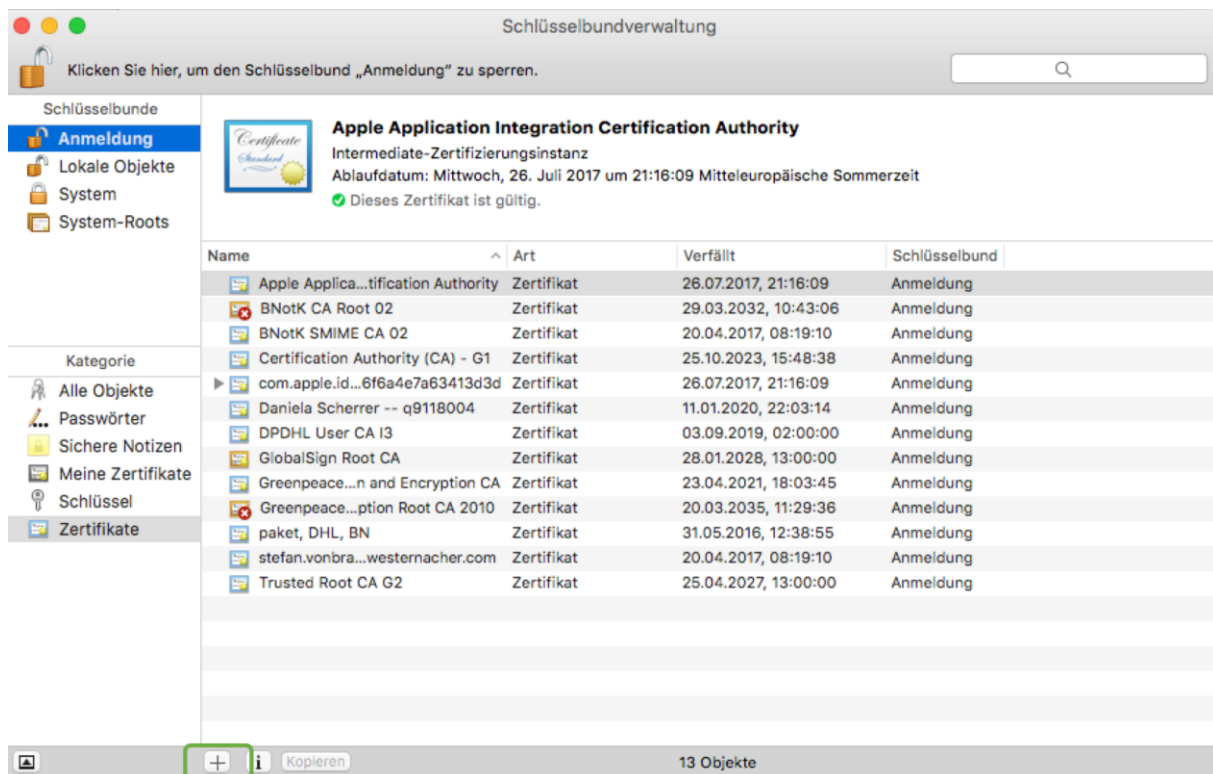 Schlüsselbundverwaltung
Klicken Sie hier, um den Schlüsselbund „Anmeldung" zu sperren.
Schlüsselbunde
Anmeldung
Lokale Objekte
System
System-Roots
Certificate
Standard
Apple Application Integration Certification Authority
Intermediate-Zertifizierungsinstanz
Ablaufdatum: Mittwoch, 26. Juli 2017 um 21:16:09 Mitteleuropäische Sommerzeit
Dieses Zertifikat ist gültig.
Name Art Verfällt Schlüsselbund
Apple Applica...tification Authority Zertifikat 26.07.2017, 21:16:09 Anmeldung
BNotK CA Root 02 Zertifikat 29.03.2032, 10:43:06 Anmeldung
BNotK SMIME CA 02 Zertifikat 20.04.2017, 08:19:10 Anmeldung
Certification Authority (CA) - G1 Zertifikat 25.10.2023, 15:48:38 Anmeldung
com.apple.id...6f6a4e7a63413d3d Zertifikat 26.07.2017, 21:16:09 Anmeldung
Daniela Scherrer -- q9118004 Zertifikat 11.01.2020, 22:03:14 Anmeldung
DPDHL User CA I3 Zertifikat 03.09.2019, 02:00:00 Anmeldung
GlobalSign Root CA Zertifikat 28.01.2028, 13:00:00 Anmeldung
Greenpeace...n and Encryption CA Zertifikat 23.04.2021, 18:03:45 Anmeldung
Greenpeace...ption Root CA 2010 Zertifikat 20.03.2035, 11:29:36 Anmeldung
paket, DHL, BN Zertifikat 31.05.2016, 12:38:55 Anmeldung
stefan.vonbra...westernacher.com Zertifikat 20.04.2017, 08:19:10 Anmeldung
Trusted Root CA G2 Zertifikat 25.04.2027, 13:00:00 Anmeldung
Kategorie
Alle Objekte
Passwörter
Sichere Notizen
Meine Zertifikate
Schlüssel
Zertifikate
+ i Kopieren 13 Objekte